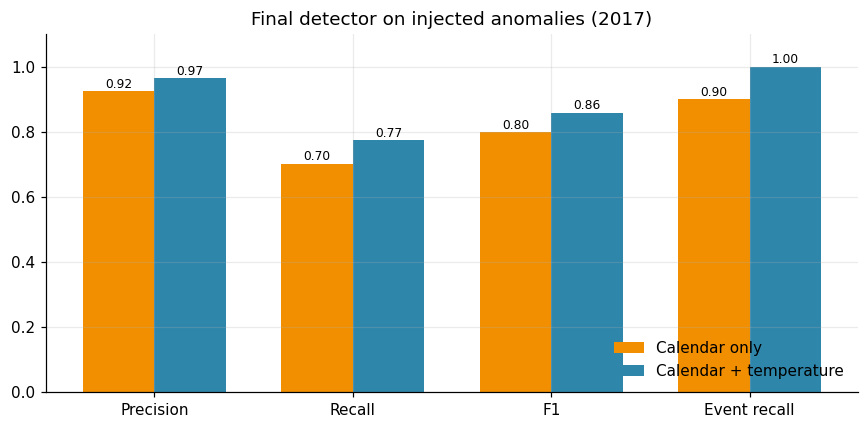 Final detector on injected anomalies (2017)
1.0
0.8
0.6
0.4
0.2
0.0
0.92
0.97
0.70
0.77
0.80
0.86
0.90
1.00
Calendar only
Calendar + temperature
Precision
Recall
F1
Event recall